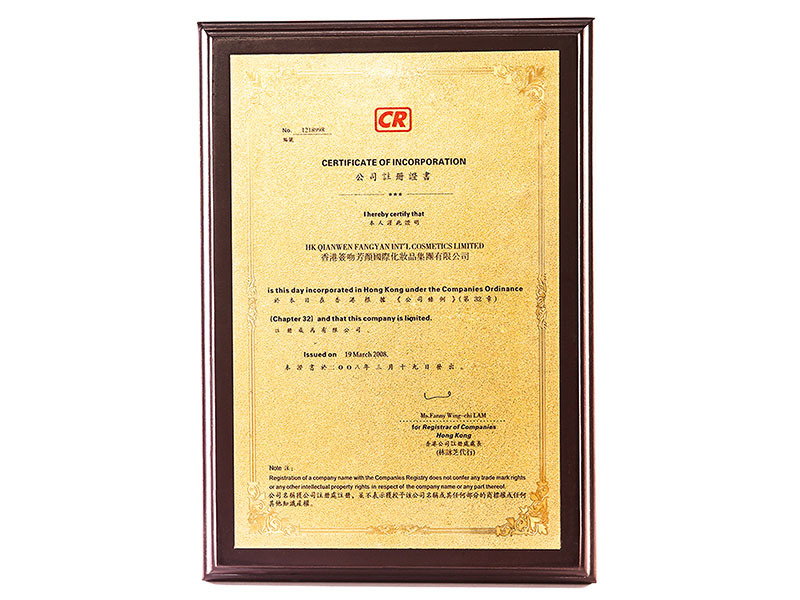 CR
No. 1218998
編號
CERTIFICATE OF INCORPORATION
公司註冊證書
***
I hereby certify that
本人謹此證明
HK QIANWEN FANGYAN INT'L COSMETICS LIMITED
香港簽吻芳顏國際化妝品集團有限公司
is this day incorporated in Hong Kong under the Companies Ordinance
於本日在香港根據《公司條例》(第32章)
(Chapter 32) and that this company is limited.
註冊成為有限公司。
Issued on 19 March 2008.
本證書於二OO八年三月十九日發出。
Ms.Fanny Wing-chi LAM
for Registrar of Companies
Hong Kong
香港公司註冊處處長
(林詠芝代行)
Note 註:
Registration of a company name with the Companies Registry does not confer any trade mark rights
or any other intellectual property rights in respect of the company name or any part thereof.
公司名稱獲公司註冊處註冊，並不表示獲授予該公司名稱或其任何部分的商標權或任何
其他知識產權。